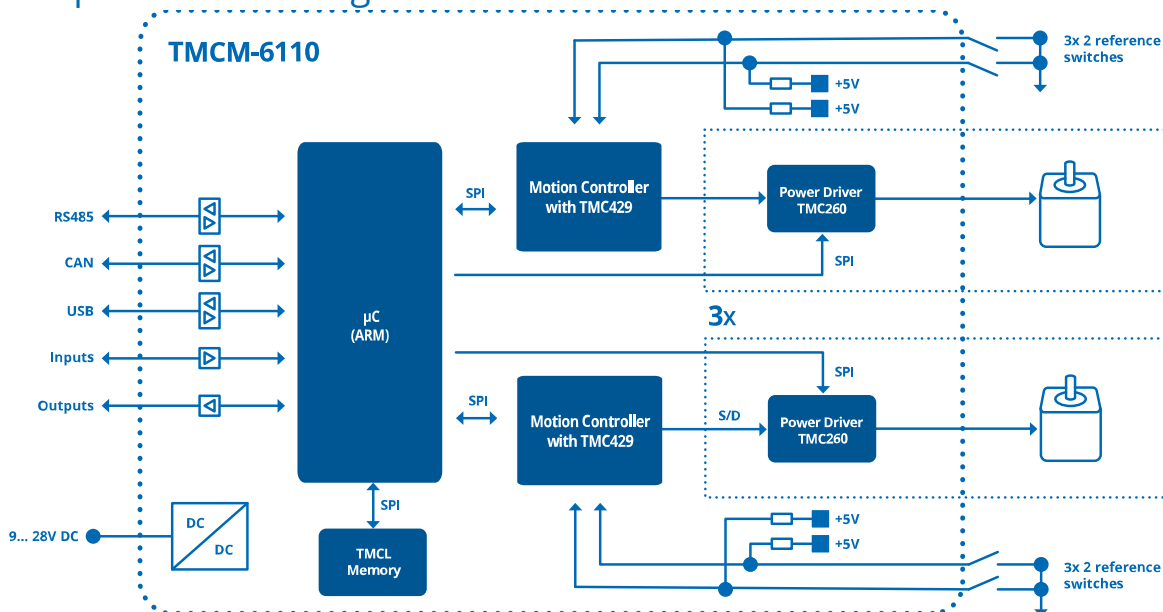 TMCM-6110
3x 2 reference
switches
+5V
+5V
SPI
Motion Controller
with TMC429
Power Driver
TMC260
RS485
CAN
SPI
USB
3x
µC
(ARM)
Inputs
SPI
Outputs
SPI
Motion Controller
with TMC429
S/D
Power Driver
TMC260
SPI
DC
DC
9... 28V DC
+5V
+5V
TMCL
Memory
3x 2 reference
switches